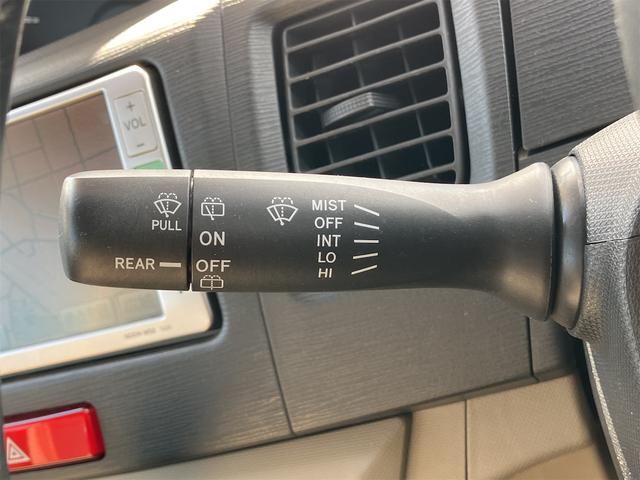 +
VOL
−
PULL
REAR
ON
OFF
MIST
OFF
INT
LO
HI